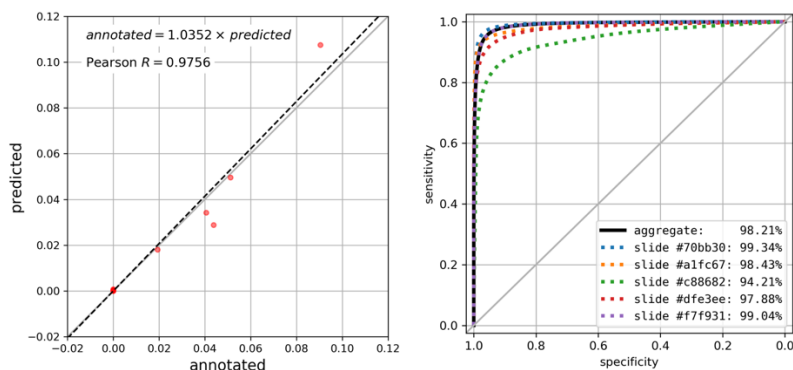 annotated = 1.0352 × predicted
Pearson R = 0.9756
0.12
0.10
0.08
0.06
0.04
0.02
0.00
−0.02
−0.02
0.00
0.02
0.04
0.06
0.08
0.10
0.12
predicted
annotated
1.0
0.8
0.6
0.4
0.2
0.0
1.0
0.8
0.6
0.4
0.2
0.0
sensitivity
specificity
aggregate: 98.21%
slide #70bb30: 99.34%
slide #a1fc67: 98.43%
slide #c88682: 94.21%
slide #dfe3ee: 97.88%
slide #f7f931: 99.04%